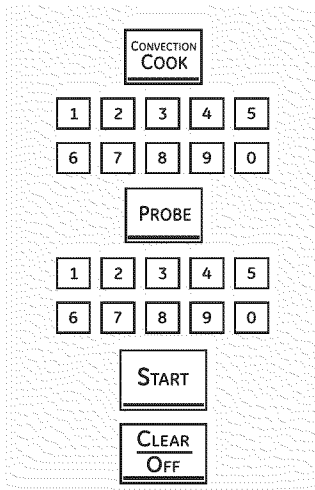 CONVECTION
COOK
1 2 3 4 5
6 7 8 9 0
PROBE
1 2 3 4 5
6 7 8 9 0
START
CLEAR
OFF